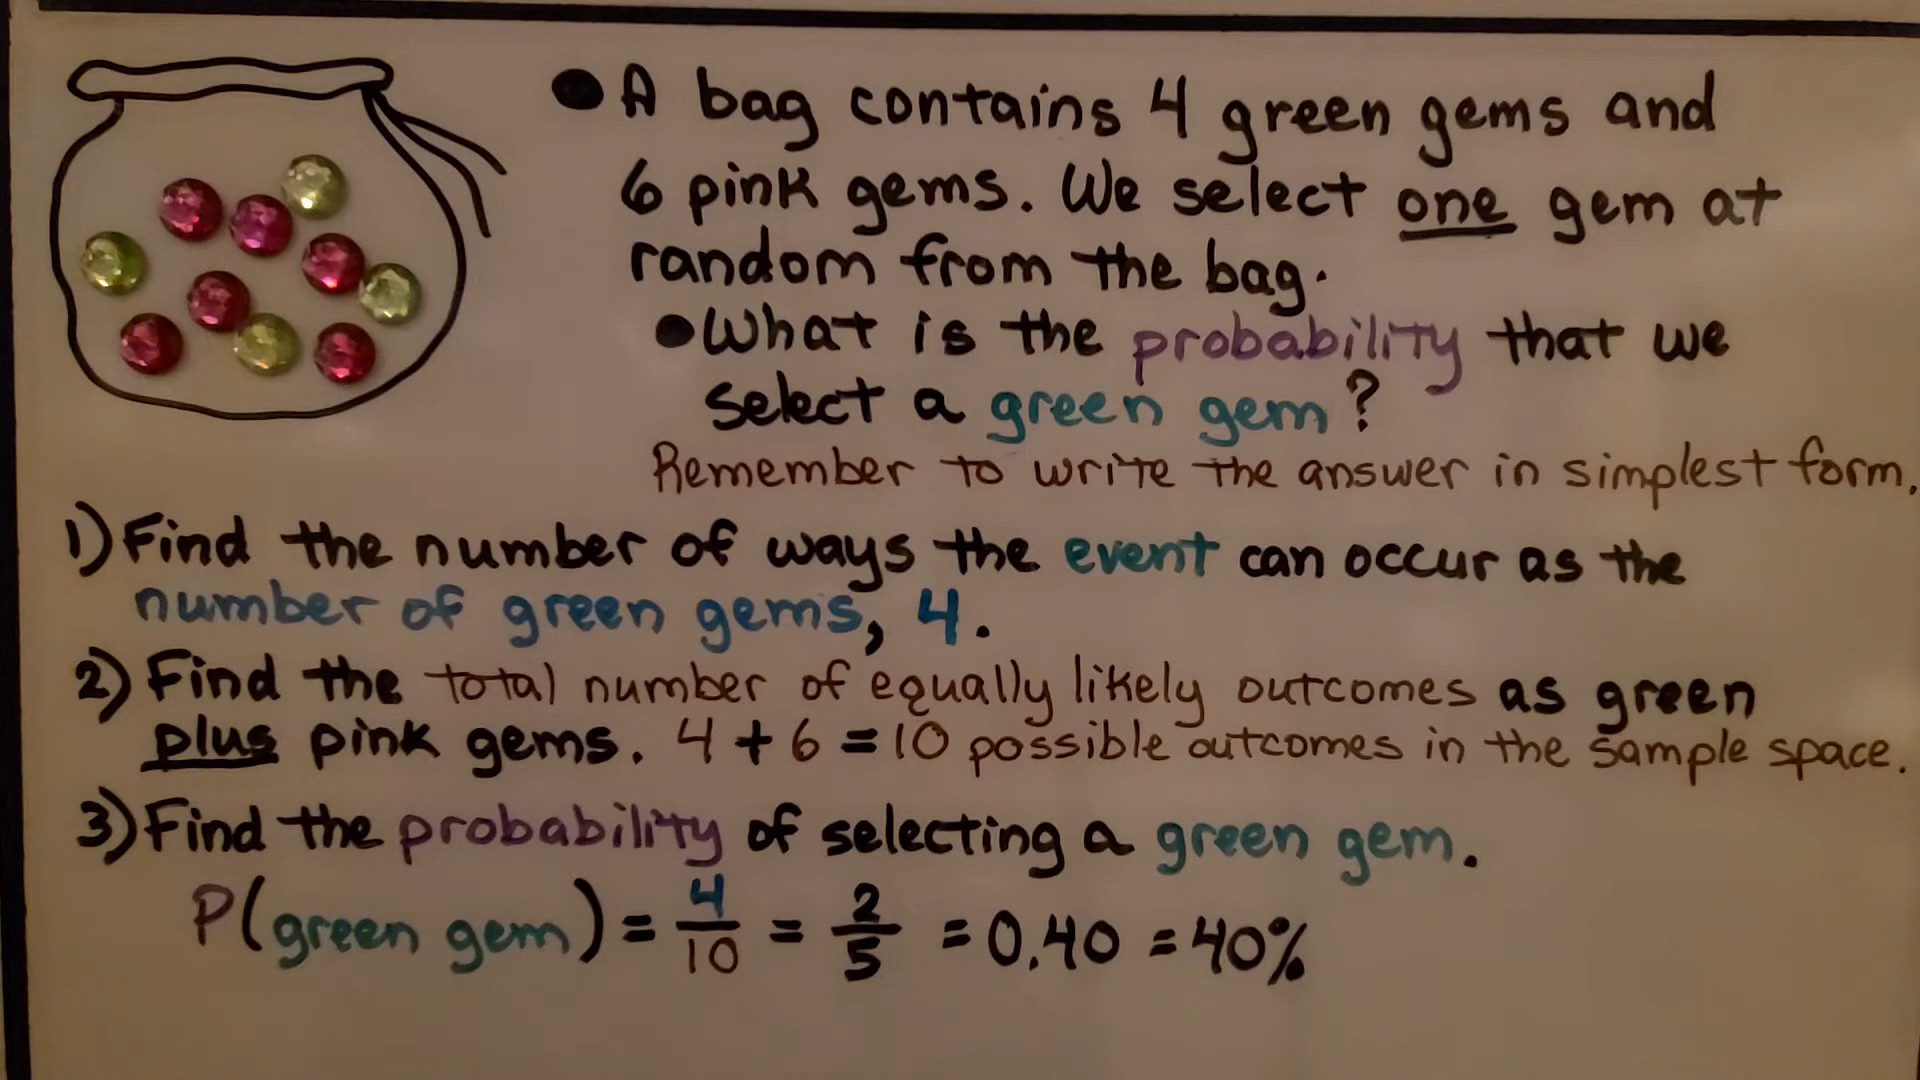 • A bag contains 4 green gems and
6 pink gems. We select one gem at
random from the bag.
• What is the probability that we
select a green gem?
Remember to write the answer in simplest form.
1) Find the number of ways the event can occur as the
number of green gems, 4.
2) Find the total number of equally likely outcomes as green
plus pink gems. 4 + 6 = 10 possible outcomes in the sample space.
3) Find the probability of selecting a green gem.
P(green gem) = 4/10 = 2/5 = 0.40 = 40%